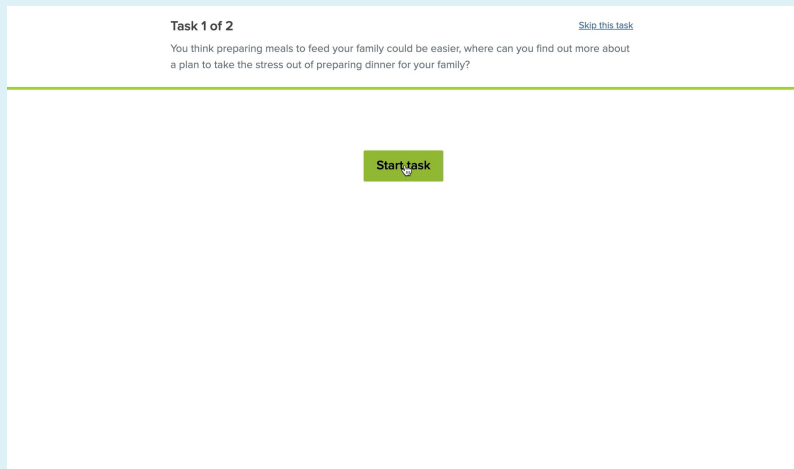 Task 1 of 2
Skip this task
You think preparing meals to feed your family could be easier, where can you find out more about
a plan to take the stress out of preparing dinner for your family?
Start task